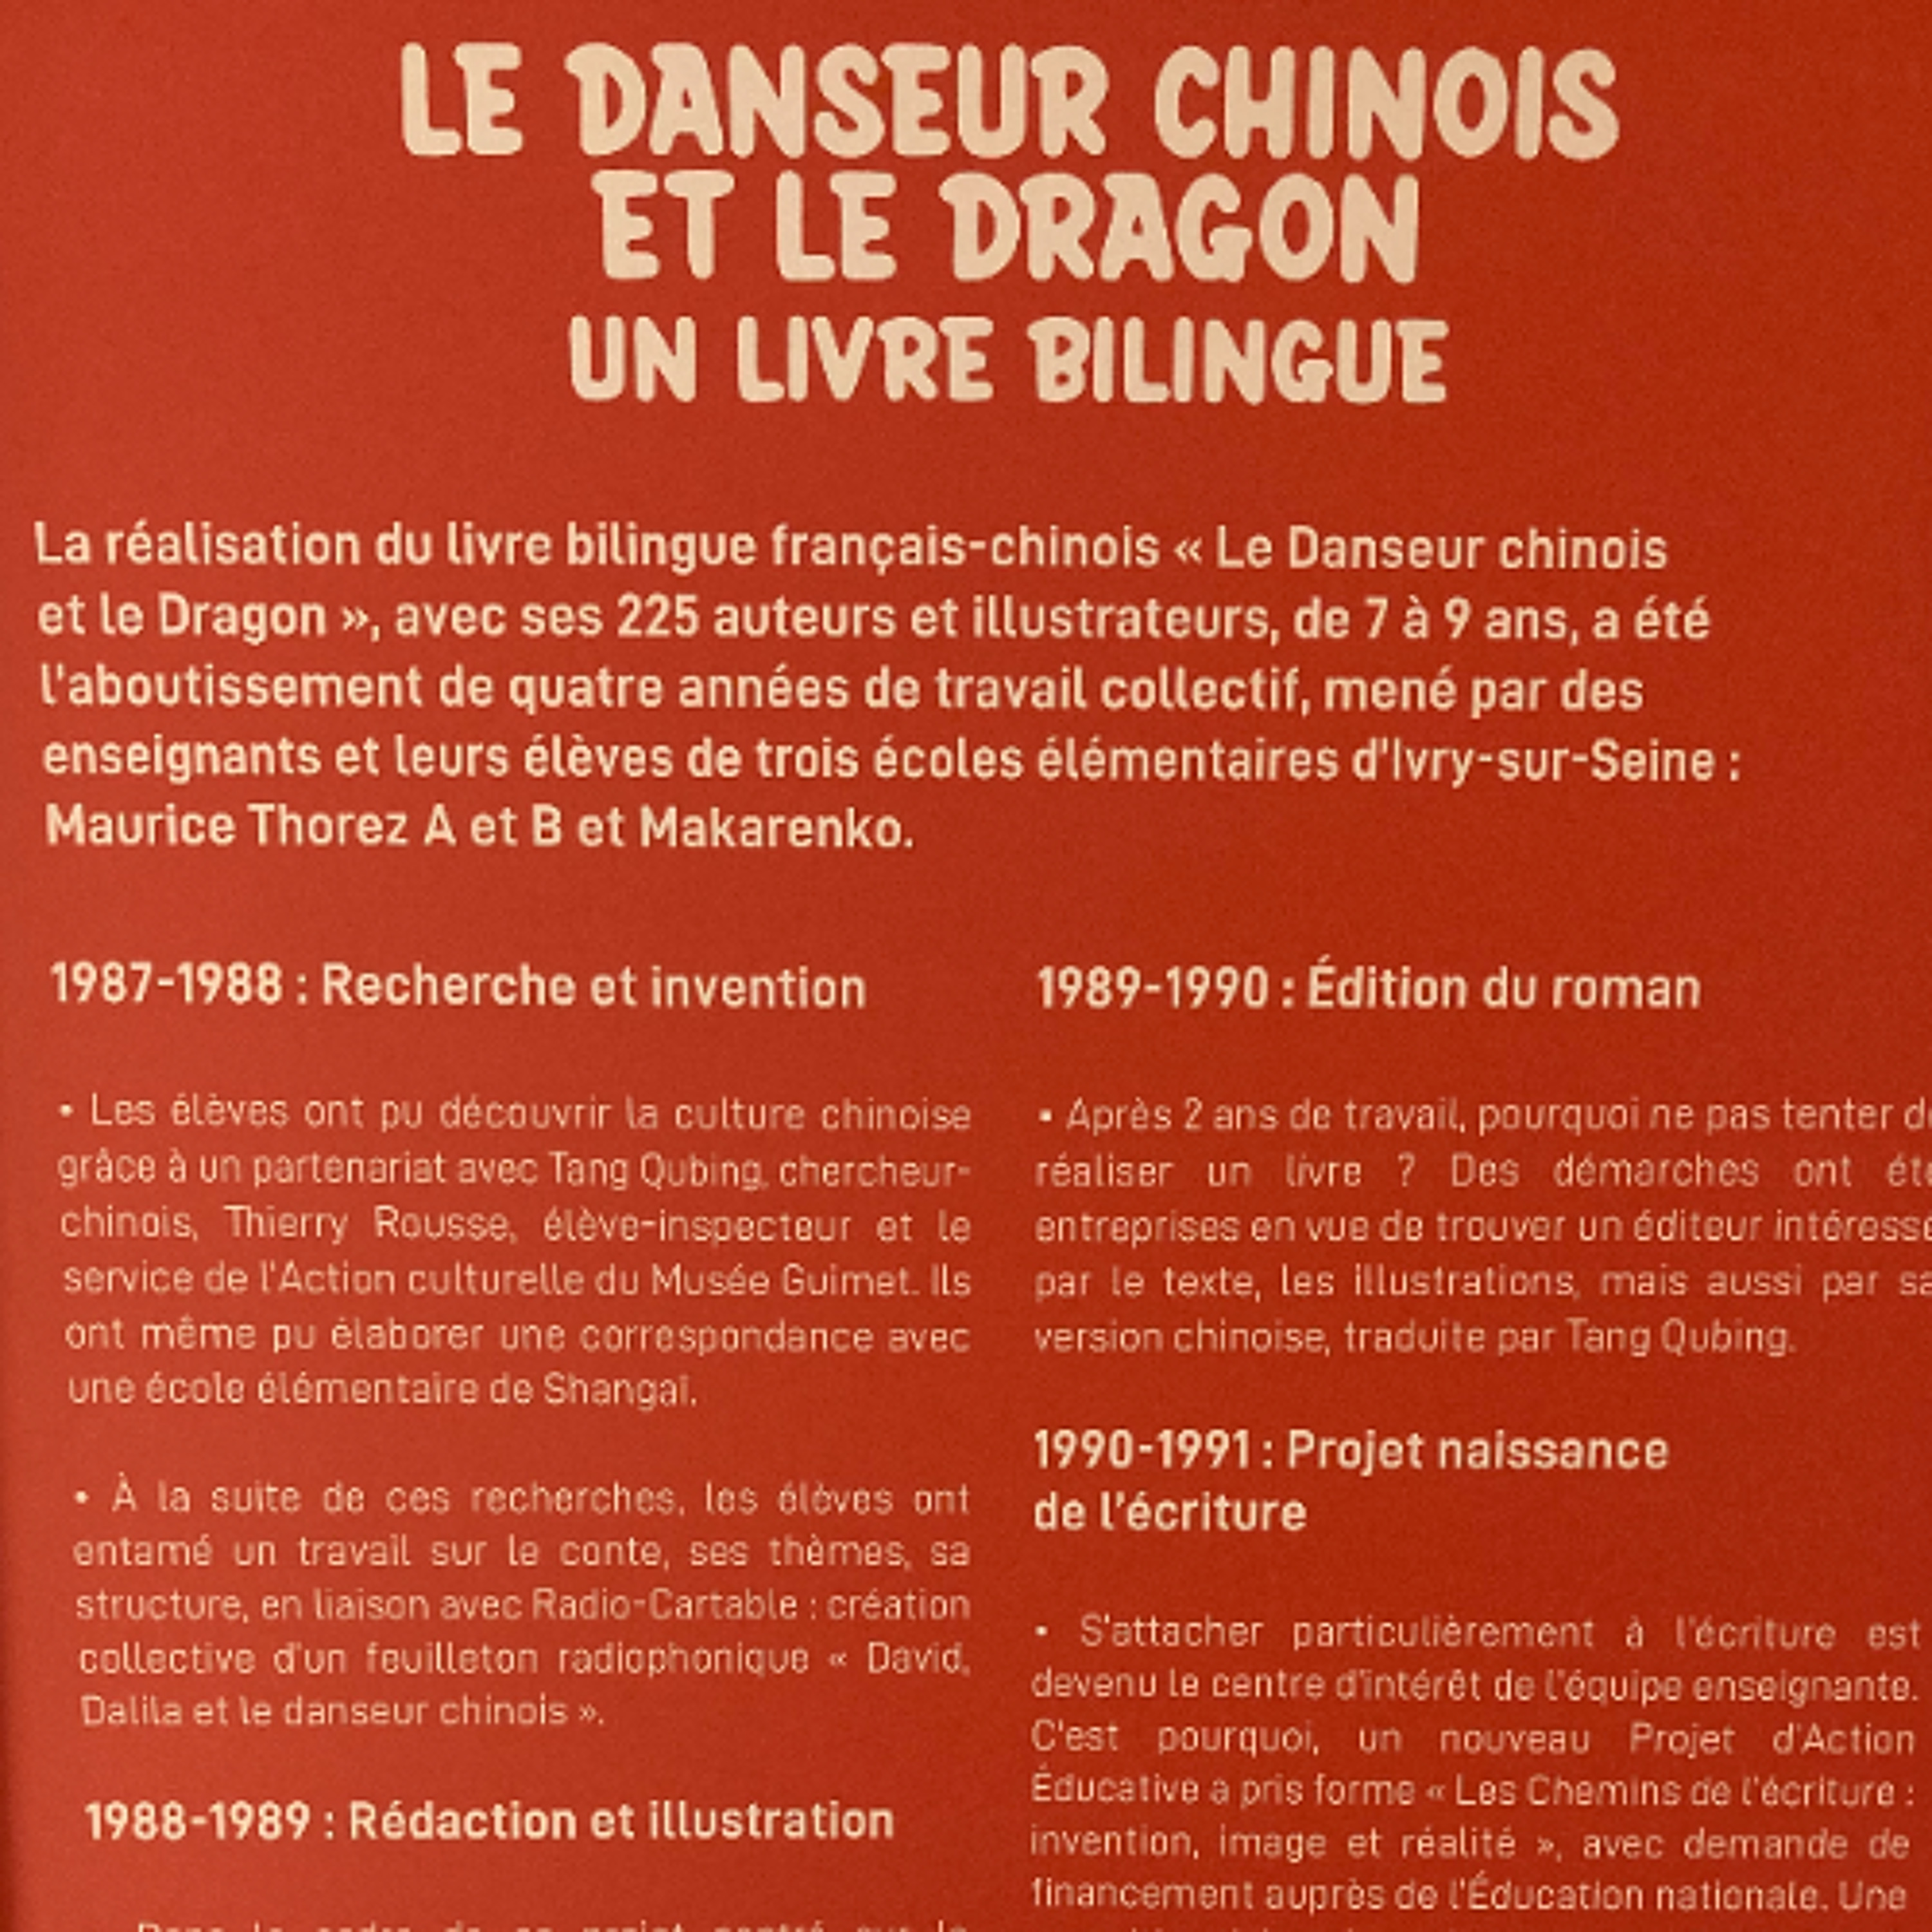 LE DANSEUR CHINOIS
ET LE DRAGON
UN LIVRE BILINGUE
La réalisation du livre bilingue français-chinois « Le Danseur chinois
et le Dragon », avec ses 225 auteurs et illustrateurs, de 7 à 9 ans, a été
l'aboutissement de quatre années de travail collectif, mené par des
enseignants et leurs élèves de trois écoles élémentaires d'Ivry-sur-Seine :
Maurice Thorez A et B et Makarenko.
1987-1988 : Recherche et invention
• Les élèves ont pu découvrir la culture chinoise
grâce à un partenariat avec Tang Qubing, chercheur-
chinois, Thierry Rousse, élève-inspecteur et le
service de l'Action culturelle du Musée Guimet. Ils
ont même pu élaborer une correspondance avec
une école élémentaire de Shangai.
• À la suite de ces recherches, les élèves ont
entamé un travail sur le conte, ses thèmes, sa
structure, en liaison avec Radio-Cartable : création
collective d'un feuilleton radiophonique « David,
Dalila et le danseur chinois ».
1988-1989 : Rédaction et illustration
1989-1990 : Édition du roman
• Après 2 ans de travail, pourquoi ne pas tenter
réaliser un livre ? Des démarches ont
entreprises en vue de trouver un éditeur
par le texte, les illustrations, mais aussi par sa
version chinoise, traduite par Tang Qubing.
1990-1991 : Projet naissance
de l'écriture
• S'attacher particulièrement à l'écriture est
devenu le centre d'intérêt de l'équipe enseignante.
C'est pourquoi, un nouveau Projet d'Action
Éducative a pris forme « Les Chemins de l'écriture :
invention, image et réalité », avec demande de
financement auprès de l'Éducation nationale. Une